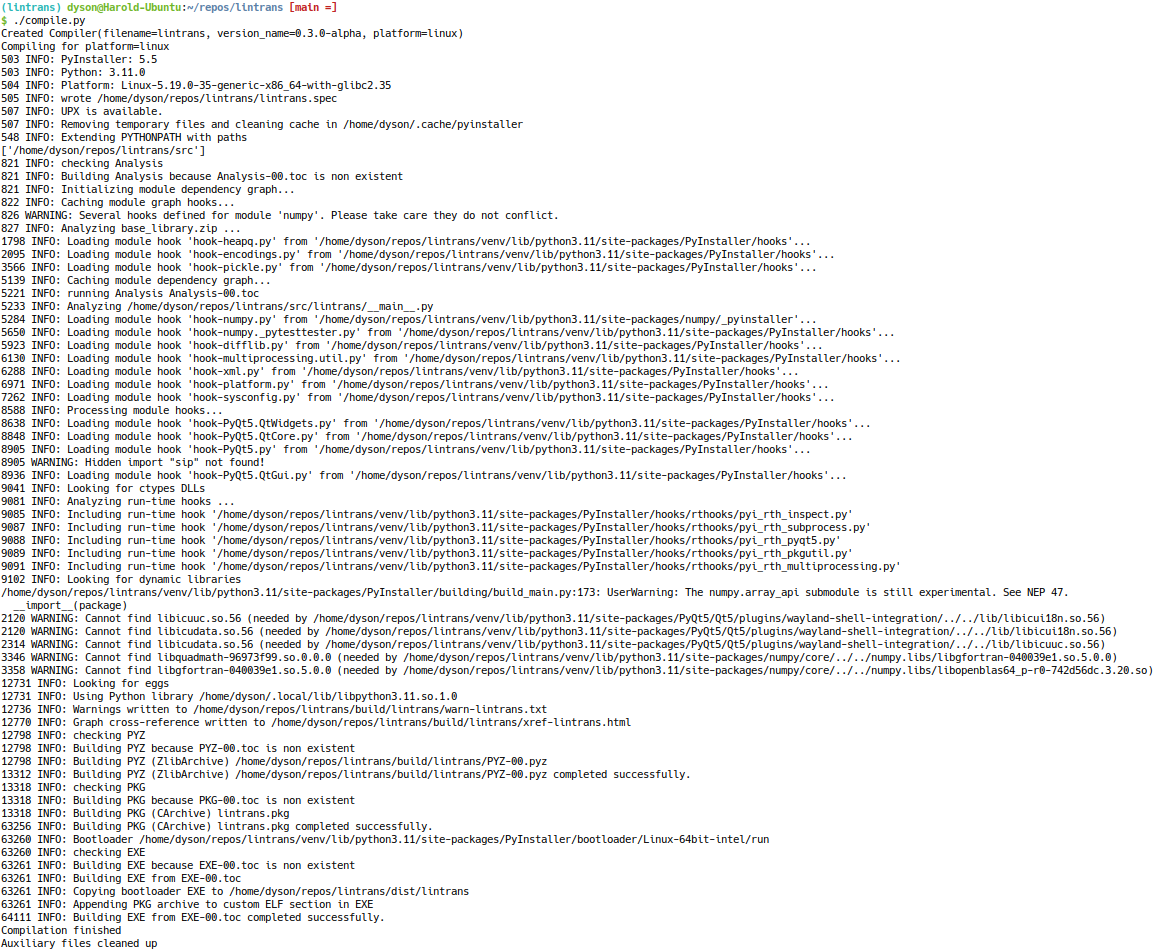 (lintrans) dyson@Harold-Ubuntu:~/repos/lintrans [main =]
$ ./compile.py
Created Compiler(filename=lintrans, version_name=0.3.0-alpha, platform=linux)
Compiling for platform=linux
503 INFO: PyInstaller: 5.5
503 INFO: Python: 3.11.0
504 INFO: Platform: Linux-5.19.0-35-generic-x86_64-with-glibc2.35
505 INFO: wrote /home/dyson/repos/lintrans/lintrans.spec
507 INFO: UPX is available.
507 INFO: Removing temporary files and cleaning cache in /home/dyson/.cache/pyinstaller
548 INFO: Extending PYTHONPATH with paths
['/home/dyson/repos/lintrans/src']
821 INFO: checking Analysis
821 INFO: Building Analysis because Analysis-00.toc is non existent
821 INFO: Initializing module dependency graph...
822 INFO: Caching module graph hooks...
826 WARNING: Several hooks defined for module 'numpy'. Please take care they do not conflict.
827 INFO: Analyzing base_library.zip ...
1798 INFO: Loading module hook 'hook-heapq.py' from '/home/dyson/repos/lintrans/venv/lib/python3.11/site-packages/PyInstaller/hooks'...
2095 INFO: Loading module hook 'hook-encodings.py' from '/home/dyson/repos/lintrans/venv/lib/python3.11/site-packages/PyInstaller/hooks'...
3566 INFO: Loading module hook 'hook-pickle.py' from '/home/dyson/repos/lintrans/venv/lib/python3.11/site-packages/PyInstaller/hooks'...
5139 INFO: Caching module dependency graph...
5221 INFO: running Analysis Analysis-00.toc
5233 INFO: Analyzing /home/dyson/repos/lintrans/src/lintrans/__main__.py
5284 INFO: Loading module hook 'hook-numpy.py' from '/home/dyson/repos/lintrans/venv/lib/python3.11/site-packages/numpy/_pyinstaller'...
5650 INFO: Loading module hook 'hook-numpy._pytesttester.py' from '/home/dyson/repos/lintrans/venv/lib/python3.11/site-packages/PyInstaller/hooks'...
5923 INFO: Loading module hook 'hook-difflib.py' from '/home/dyson/repos/lintrans/venv/lib/python3.11/site-packages/PyInstaller/hooks'...
6130 INFO: Loading module hook 'hook-multiprocessing.util.py' from '/home/dyson/repos/lintrans/venv/lib/python3.11/site-packages/PyInstaller/hooks'...
6288 INFO: Loading module hook 'hook-xml.py' from '/home/dyson/repos/lintrans/venv/lib/python3.11/site-packages/PyInstaller/hooks'...
6971 INFO: Loading module hook 'hook-platform.py' from '/home/dyson/repos/lintrans/venv/lib/python3.11/site-packages/PyInstaller/hooks'...
7262 INFO: Loading module hook 'hook-sysconfig.py' from '/home/dyson/repos/lintrans/venv/lib/python3.11/site-packages/PyInstaller/hooks'...
8588 INFO: Processing module hooks...
8638 INFO: Loading module hook 'hook-PyQt5.QtWidgets.py' from '/home/dyson/repos/lintrans/venv/lib/python3.11/site-packages/PyInstaller/hooks'...
8848 INFO: Loading module hook 'hook-PyQt5.QtCore.py' from '/home/dyson/repos/lintrans/venv/lib/python3.11/site-packages/PyInstaller/hooks'...
8905 INFO: Loading module hook 'hook-PyQt5.py' from '/home/dyson/repos/lintrans/venv/lib/python3.11/site-packages/PyInstaller/hooks'...
8905 WARNING: Hidden import "sip" not found!
8936 INFO: Loading module hook 'hook-PyQt5.QtGui.py' from '/home/dyson/repos/lintrans/venv/lib/python3.11/site-packages/PyInstaller/hooks'...
9041 INFO: Looking for ctypes DLLs
9081 INFO: Analyzing run-time hooks ...
9085 INFO: Including run-time hook '/home/dyson/repos/lintrans/venv/lib/python3.11/site-packages/PyInstaller/hooks/rthooks/pyi_rth_inspect.py'
9087 INFO: Including run-time hook '/home/dyson/repos/lintrans/venv/lib/python3.11/site-packages/PyInstaller/hooks/rthooks/pyi_rth_subprocess.py'
9088 INFO: Including run-time hook '/home/dyson/repos/lintrans/venv/lib/python3.11/site-packages/PyInstaller/hooks/rthooks/pyi_rth_pyqt5.py'
9089 INFO: Including run-time hook '/home/dyson/repos/lintrans/venv/lib/python3.11/site-packages/PyInstaller/hooks/rthooks/pyi_rth_pkgutil.py'
9091 INFO: Including run-time hook '/home/dyson/repos/lintrans/venv/lib/python3.11/site-packages/PyInstaller/hooks/rthooks/pyi_rth_multiprocessing.py'
9102 INFO: Looking for dynamic libraries
/home/dyson/repos/lintrans/venv/lib/python3.11/site-packages/PyInstaller/building/build_main.py:173: UserWarning: The numpy.array_api submodule is still experimental. See NEP 47.
  __import__(package)
2120 WARNING: Cannot find libicuuc.so.56 (needed by /home/dyson/repos/lintrans/venv/lib/python3.11/site-packages/PyQt5/Qt5/plugins/wayland-shell-integration/../../lib/libicui18n.so.56)
2120 WARNING: Cannot find libicudata.so.56 (needed by /home/dyson/repos/lintrans/venv/lib/python3.11/site-packages/PyQt5/Qt5/plugins/wayland-shell-integration/../../lib/libicui18n.so.56)
2314 WARNING: Cannot find libicudata.so.56 (needed by /home/dyson/repos/lintrans/venv/lib/python3.11/site-packages/PyQt5/Qt5/plugins/wayland-shell-integration/../../lib/libicuuc.so.56)
3346 WARNING: Cannot find libquadmath-96973f99.so.0.0.0 (needed by /home/dyson/repos/lintrans/venv/lib/python3.11/site-packages/numpy/core/../../numpy.libs/libgfortran-040039e1.so.5.0.0)
3358 WARNING: Cannot find libgfortran-040039e1.so.5.0.0 (needed by /home/dyson/repos/lintrans/venv/lib/python3.11/site-packages/numpy/core/../../numpy.libs/libopenblas64_p-r0-742d56dc.3.20.so)
12731 INFO: Looking for eggs
12731 INFO: Using Python library /home/dyson/.local/lib/libpython3.11.so.1.0
12736 INFO: Warnings written to /home/dyson/repos/lintrans/build/lintrans/warn-lintrans.txt
12770 INFO: Graph cross-reference written to /home/dyson/repos/lintrans/build/lintrans/xref-lintrans.html
12798 INFO: checking PYZ
12798 INFO: Building PYZ because PYZ-00.toc is non existent
12798 INFO: Building PYZ (ZlibArchive) /home/dyson/repos/lintrans/build/lintrans/PYZ-00.pyz
13312 INFO: Building PYZ (ZlibArchive) /home/dyson/repos/lintrans/build/lintrans/PYZ-00.pyz completed successfully.
13318 INFO: checking PKG
13318 INFO: Building PKG because PKG-00.toc is non existent
13318 INFO: Building PKG (CArchive) lintrans.pkg
63256 INFO: Building PKG (CArchive) lintrans.pkg completed successfully.
63260 INFO: Bootloader /home/dyson/repos/lintrans/venv/lib/python3.11/site-packages/PyInstaller/bootloader/Linux-64bit-intel/run
63260 INFO: checking EXE
63261 INFO: Building EXE because EXE-00.toc is non existent
63261 INFO: Building EXE from EXE-00.toc
63261 INFO: Copying bootloader EXE to /home/dyson/repos/lintrans/dist/lintrans
63261 INFO: Appending PKG archive to custom ELF section in EXE
64111 INFO: Building EXE from EXE-00.toc completed successfully.
Compilation finished
Auxiliary files cleaned up